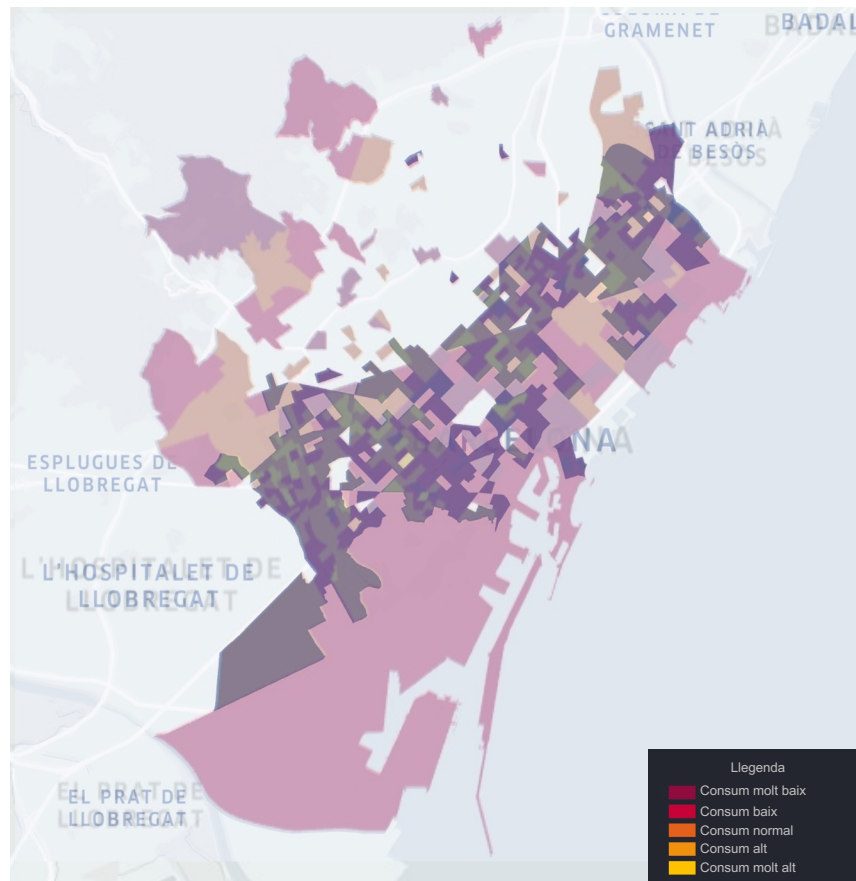 GRAMENET
BADAL
SANT ADRIÀ
DE BESÒS
ESPLUGUES DE
LLOBREGAT
L'HOSPITALET DE
LLOBREGAT
EL PRAT DE
LLOBREGAT
Llegenda
Consum molt baix
Consum baix
Consum normal
Consum alt
Consum molt alt